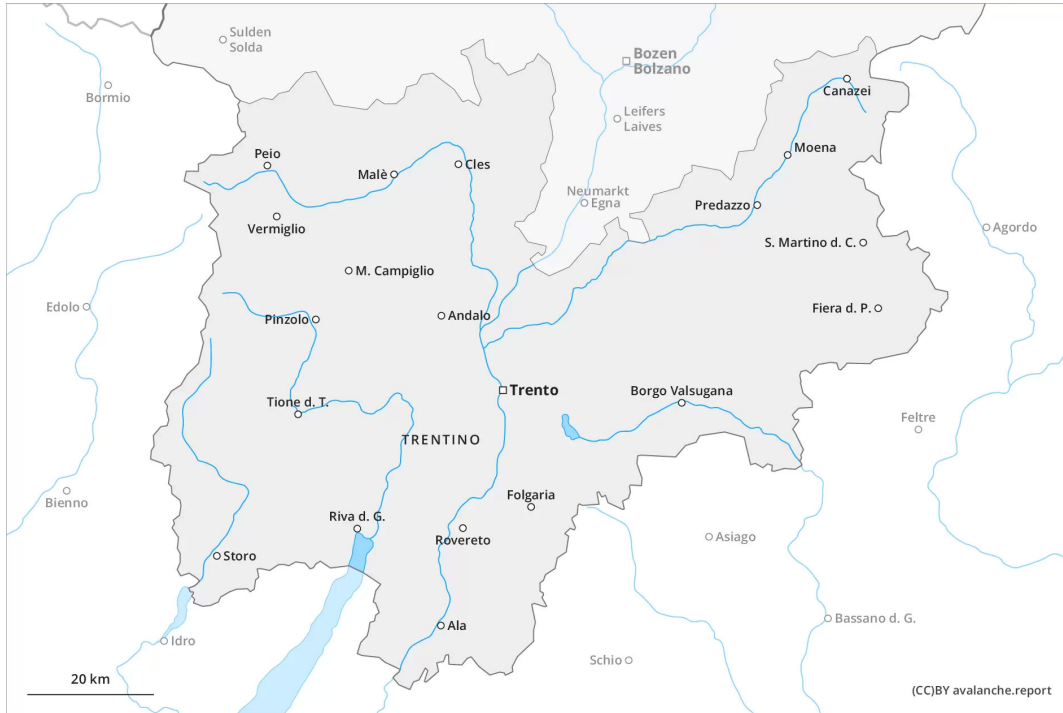 Sulden
Solda
Bozen
Bolzano
Bormio
Canazei
Leifers
Laives
Moena
Peio
Malè
Cles
Neumarkt
Egna
Predazzo
Vermiglio
Agordo
S. Martino d. C.
M. Campiglio
Edolo
Pinzolo
Andalo
Fiera d. P.
Trento
Borgo Valsugana
Tione d. T.
Feltre
TRENTINO
Bienno
Folgaria
Riva d. G.
Rovereto
Asiago
Storo
Bassano d. G.
Ala
Idro
Schio
20 km
(CC)BY avalanche.report